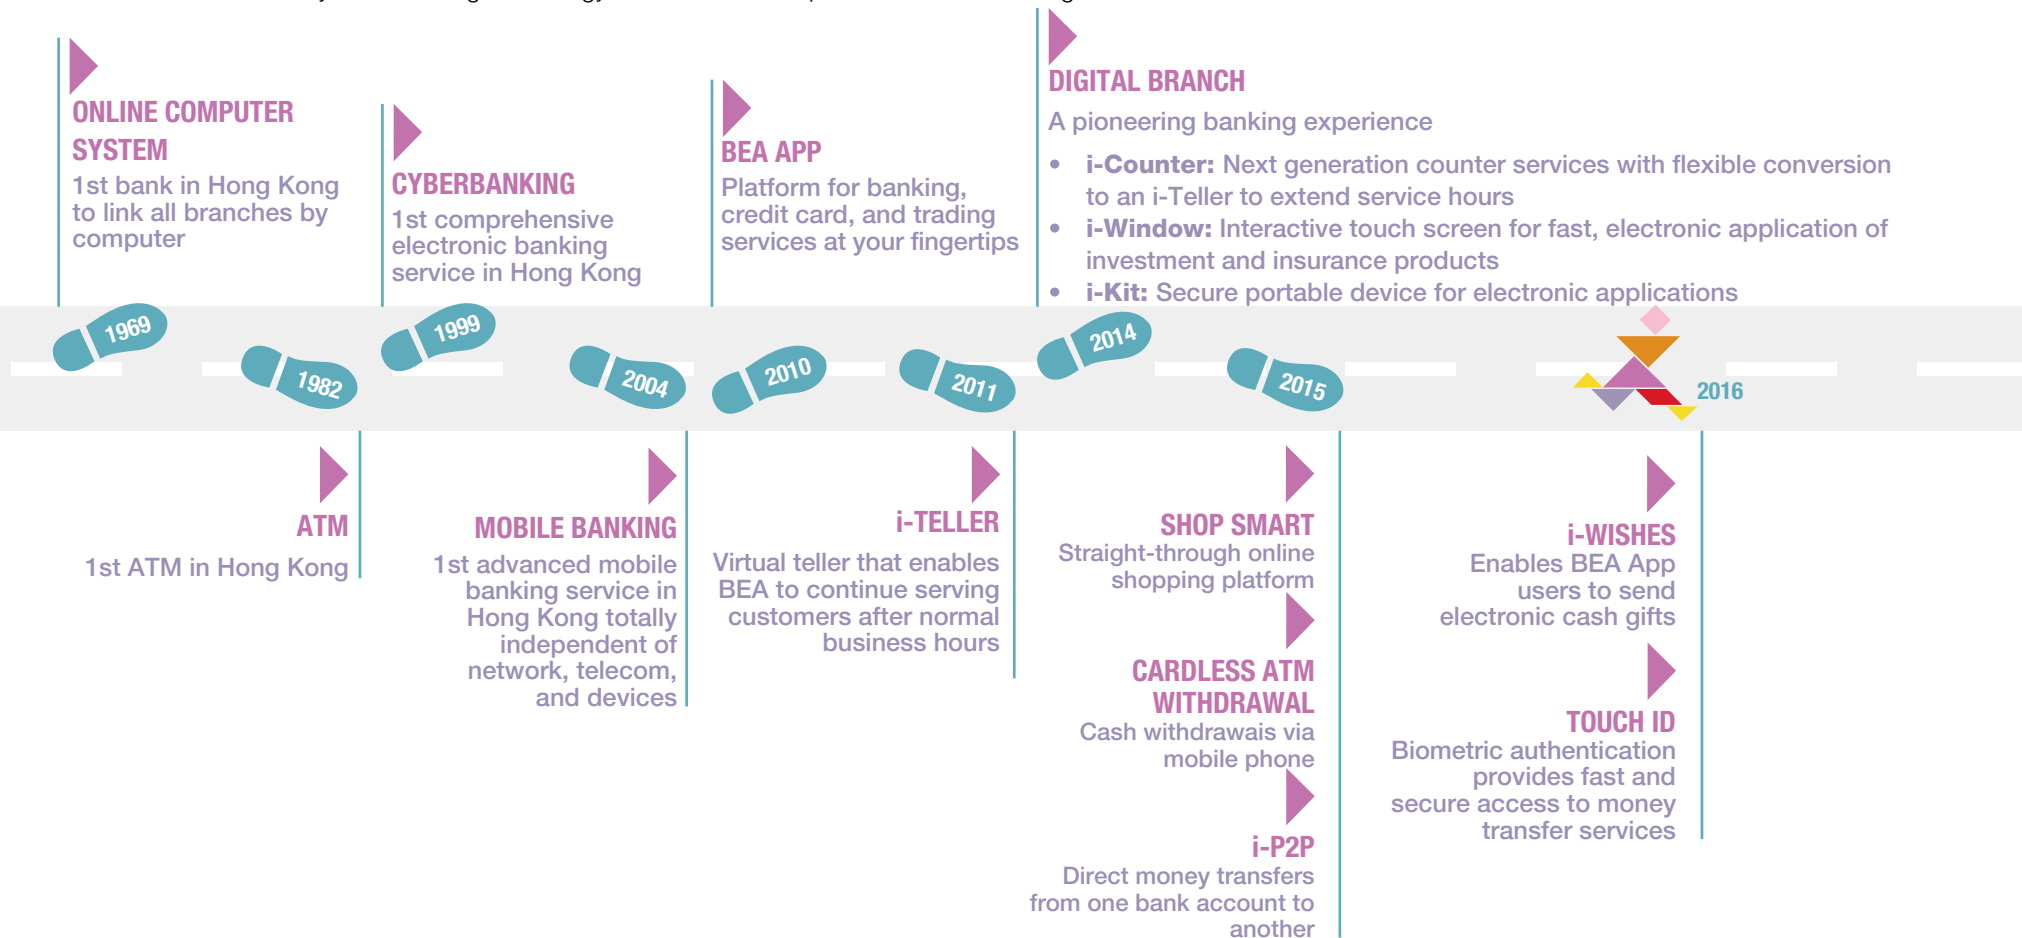 ONLINE COMPUTER
SYSTEM
1st bank in Hong Kong
to link all branches by
computer
CYBERBANKING
1st comprehensive
electronic banking
service in Hong Kong
BEA APP
Platform for banking,
credit card, and trading
services at your fingertips
DIGITAL BRANCH
A pioneering banking experience
• i-Counter: Next generation counter services with flexible conversion
to an i-Teller to extend service hours
• i-Window: Interactive touch screen for fast, electronic application of
investment and insurance products
• i-Kit: Secure portable device for electronic applications
1969
1982
1999
2004
2010
2011
2014
2015
2016
ATM
1st ATM in Hong Kong
MOBILE BANKING
1st advanced mobile
banking service in
Hong Kong totally
independent of
network, telecom,
and devices
i-TELLER
Virtual teller that enables
BEA to continue serving
customers after normal
business hours
SHOP SMART
Straight-through online
shopping platform
CARDLESS ATM
WITHDRAWAL
Cash withdrawais via
mobile phone
i-P2P
Direct money transfers
from one bank account to
another
i-WISHES
Enables BEA App
users to send
electronic cash gifts
TOUCH ID
Biometric authentication
provides fast and
secure access to money
transfer services